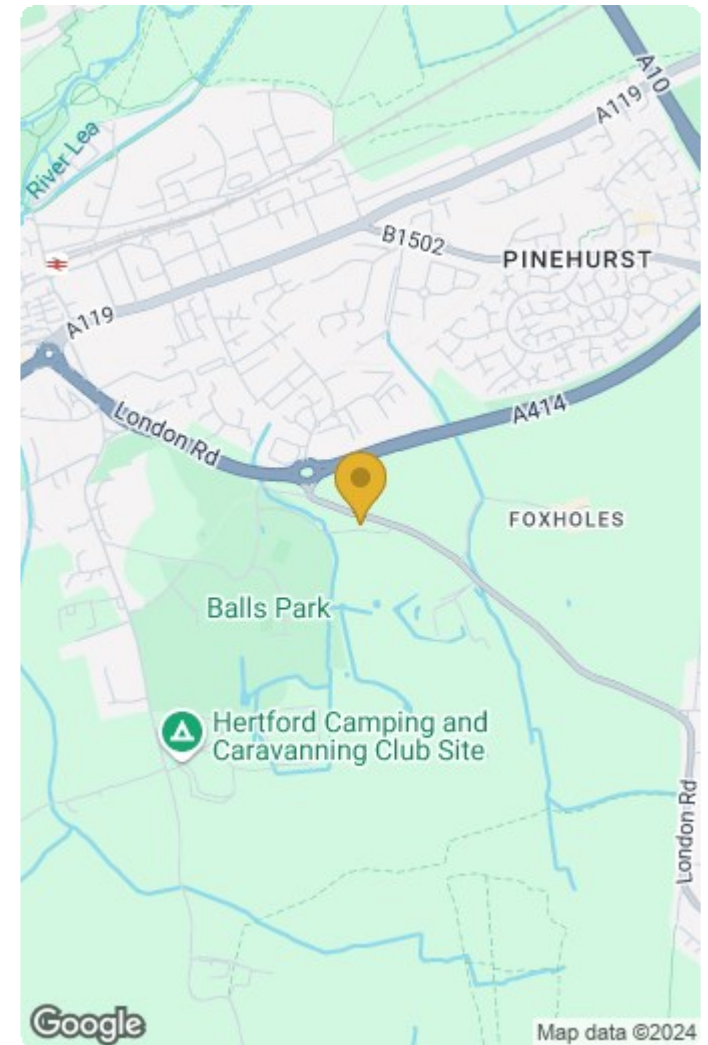 A10
A119
River Lea
B1502
PINEHURST
A119
London Rd
A414
FOXHOLES
Balls Park
Hertford Camping and
Caravanning Club Site
London Rd
Google
Map data ©2024